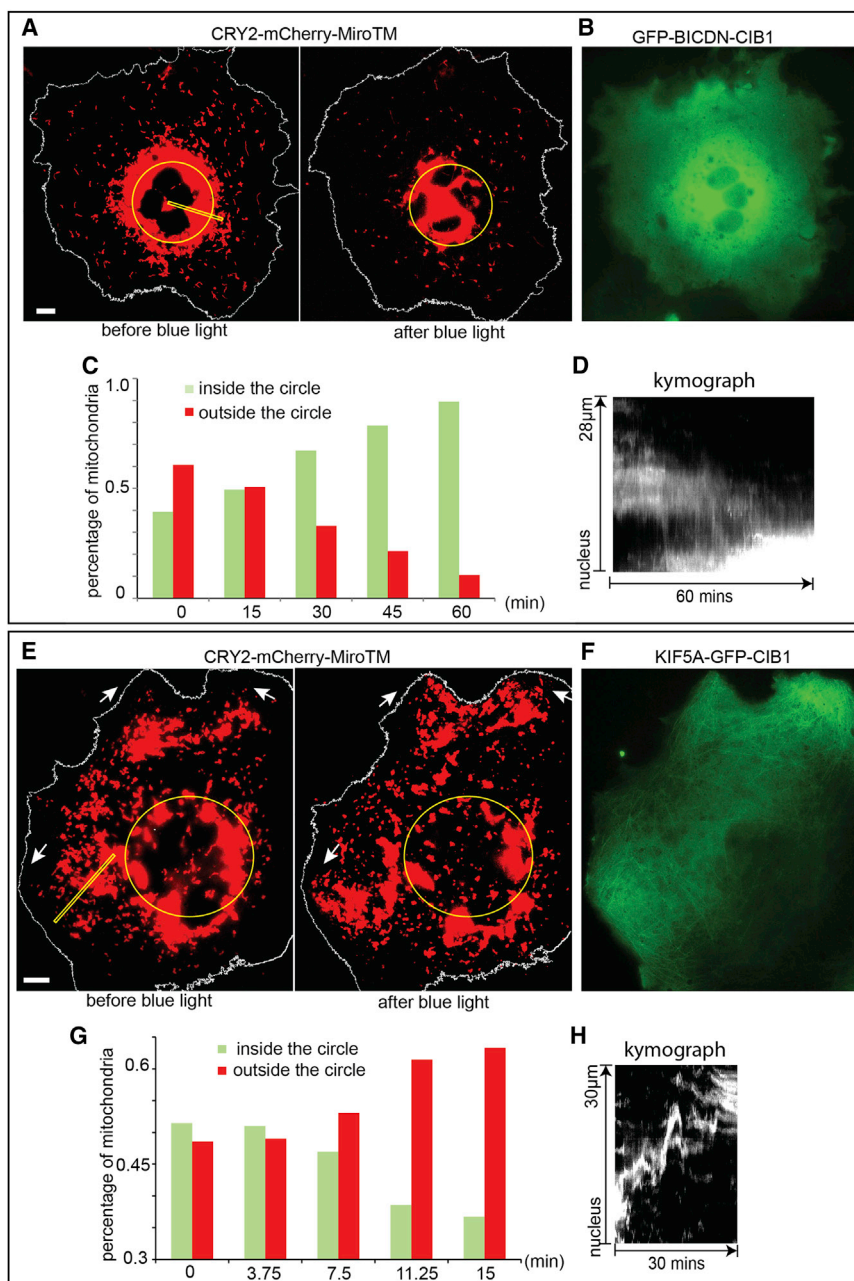 A
CRY2-mCherry-MiroTM
before blue light
after blue light
B
GFP-BICDN-CIB1
C
percentage of mitochondria
1.0
0.5
0
inside the circle
outside the circle
0 15 30 45 60 (min)
D
kymograph
28µm
nucleus
60 mins
E
CRY2-mCherry-MiroTM
before blue light
after blue light
F
KIF5A-GFP-CIB1
G
percentage of mitochondria
0.6
0.45
0.3
inside the circle
outside the circle
0 3.75 7.5 11.25 15 (min)
H
kymograph
30µm
nucleus
30 mins